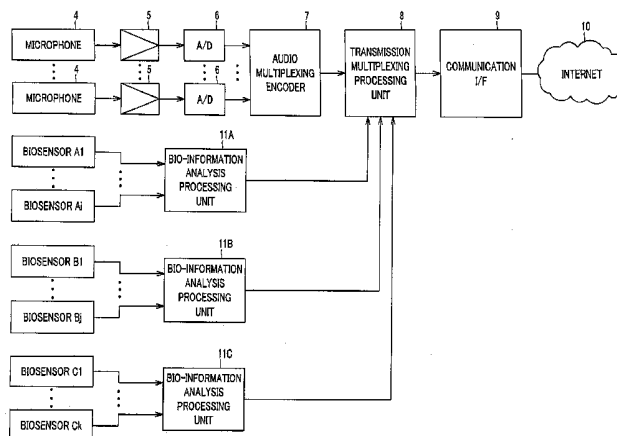 4 5 6 7 8 9 10
MICROPHONE
A/D
AUDIO
MULTIPLEXING
ENCODER
TRANSMISSION
MULTIPLEXING
PROCESSING
UNIT
COMMUNICATION
I/F
INTERNET
4 5 6
MICROPHONE
A/D
BIOSENSOR A1
BIOSENSOR Ai
11A
BIO-INFORMATION
ANALYSIS
PROCESSING
UNIT
BIOSENSOR B1
BIOSENSOR Bj
11B
BIO-INFORMATION
ANALYSIS
PROCESSING
UNIT
BIOSENSOR C1
BIOSENSOR Ck
11C
BIO-INFORMATION
ANALYSIS
PROCESSING
UNIT